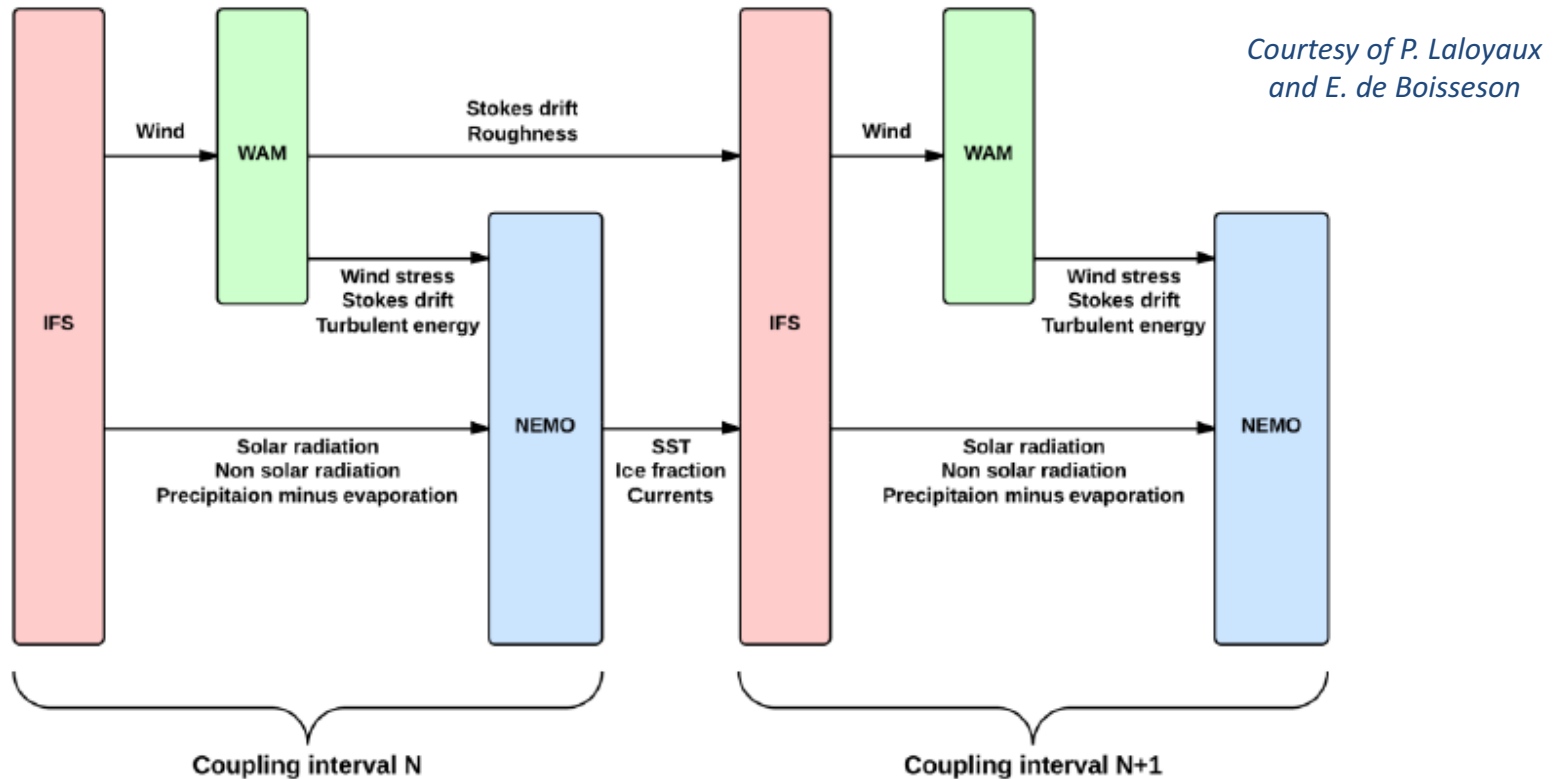 Courtesy of P. Laloyaux
and E. de Boisseson
Wind
WAM
Stokes drift
Roughness
Wind
WAM
Wind stress
Stokes drift
Turbulent energy
Wind stress
Stokes drift
Turbulent energy
IFS
IFS
NEMO
NEMO
Solar radiation
Non solar radiation
Precipitaion minus evaporation
SST
Ice fraction
Currents
Solar radiation
Non solar radiation
Precipitaion minus evaporation
Coupling interval N
Coupling interval N+1